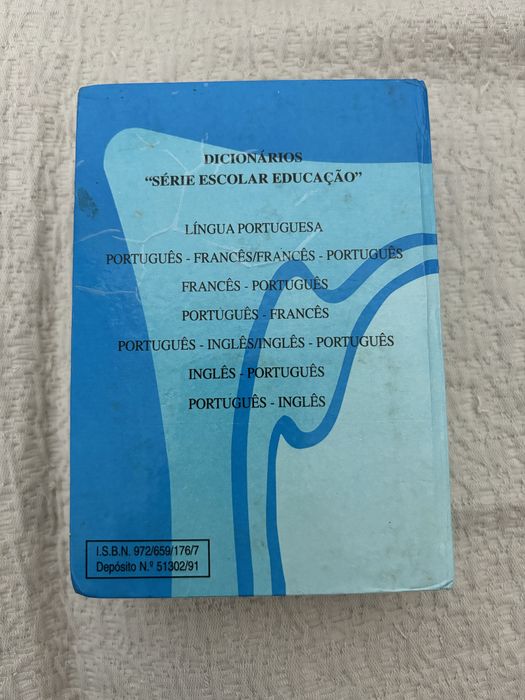 DICIONÁRIOS
"SÉRIE ESCOLAR EDUCAÇÃO"
LÍNGUA PORTUGUESA
PORTUGUÊS - FRANCÊS/FRANCÊS - PORTUGUÊS
FRANCÊS - PORTUGUÊS
PORTUGUÊS - FRANCÊS
PORTUGUÊS - INGLÊS/INGLÊS - PORTUGUÊS
INGLÊS - PORTUGUÊS
PORTUGUÊS - INGLÊS
I.S.B.N. 972/659/176/7
Depósito N.º 51302/91